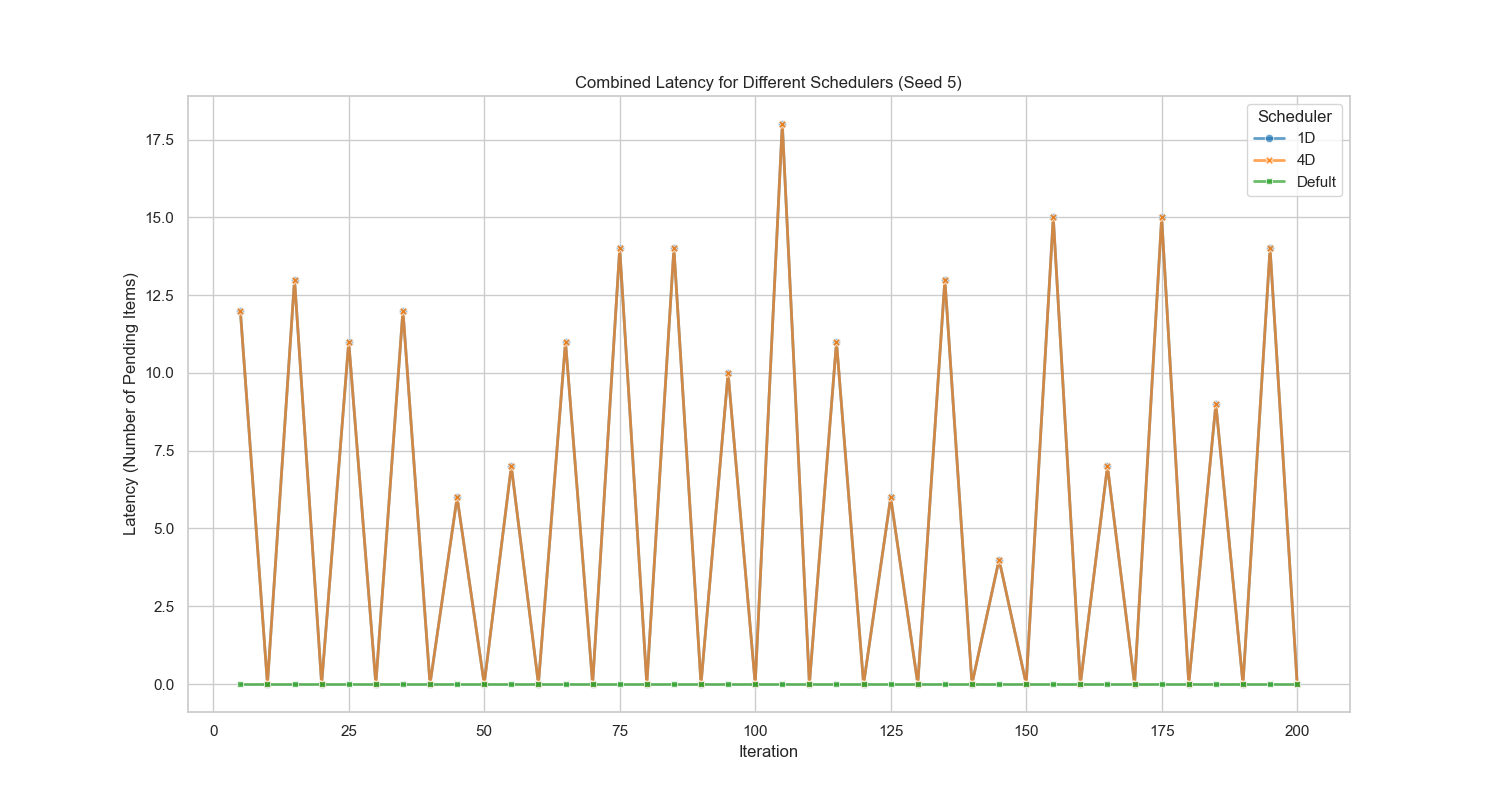 Combined Latency for Different Schedulers (Seed 5)
Scheduler
1D
4D
Defult
Latency (Number of Pending Items)
17.5
15.0
12.5
10.0
7.5
5.0
2.5
0.0
0 25 50 75 100 125 150 175 200
Iteration